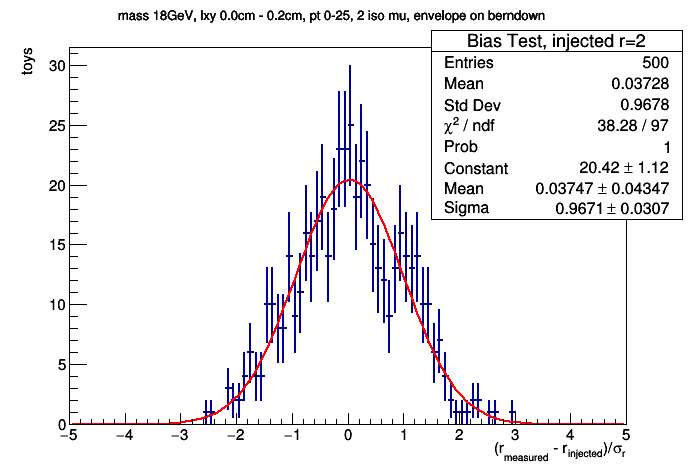 mass 18GeV, lxy 0.0cm - 0.2cm, pt 0-25, 2 iso mu, envelope on berndown
Bias Test, injected r=2
Entries 500
Mean 0.03728
Std Dev 0.9678
χ² / ndf 38.28 / 97
Prob 1
Constant 20.42 ± 1.12
Mean 0.03747 ± 0.04347
Sigma 0.9671 ± 0.0307
toys
30
25
20
15
10
5
0
−5 −4 −3 −2 −1 0 1 2 3 4 5
(r_measured - r_injected)/σ_r